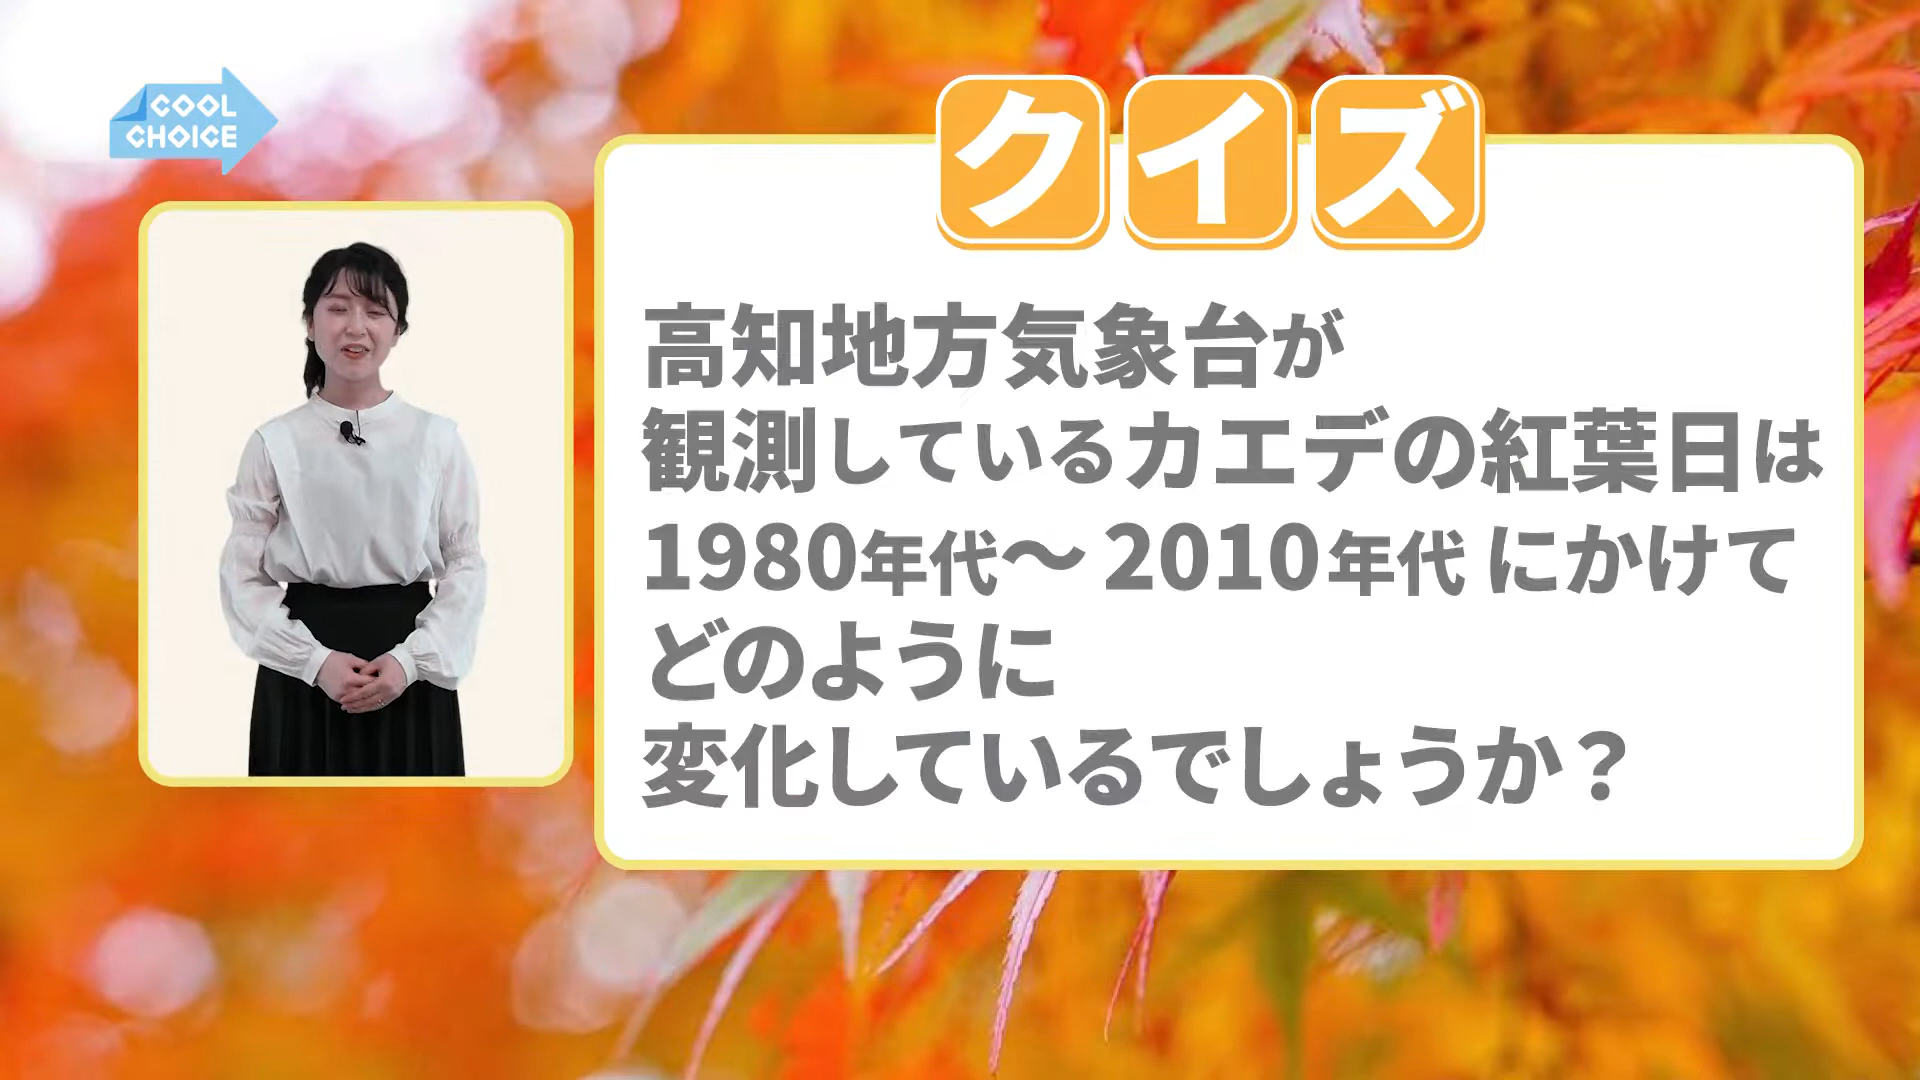 COOL
CHOICE
クイズ
高知地方気象台が
観測しているカエデの紅葉日は
1980年代～2010年代にかけて
どのように
変化しているでしょうか？